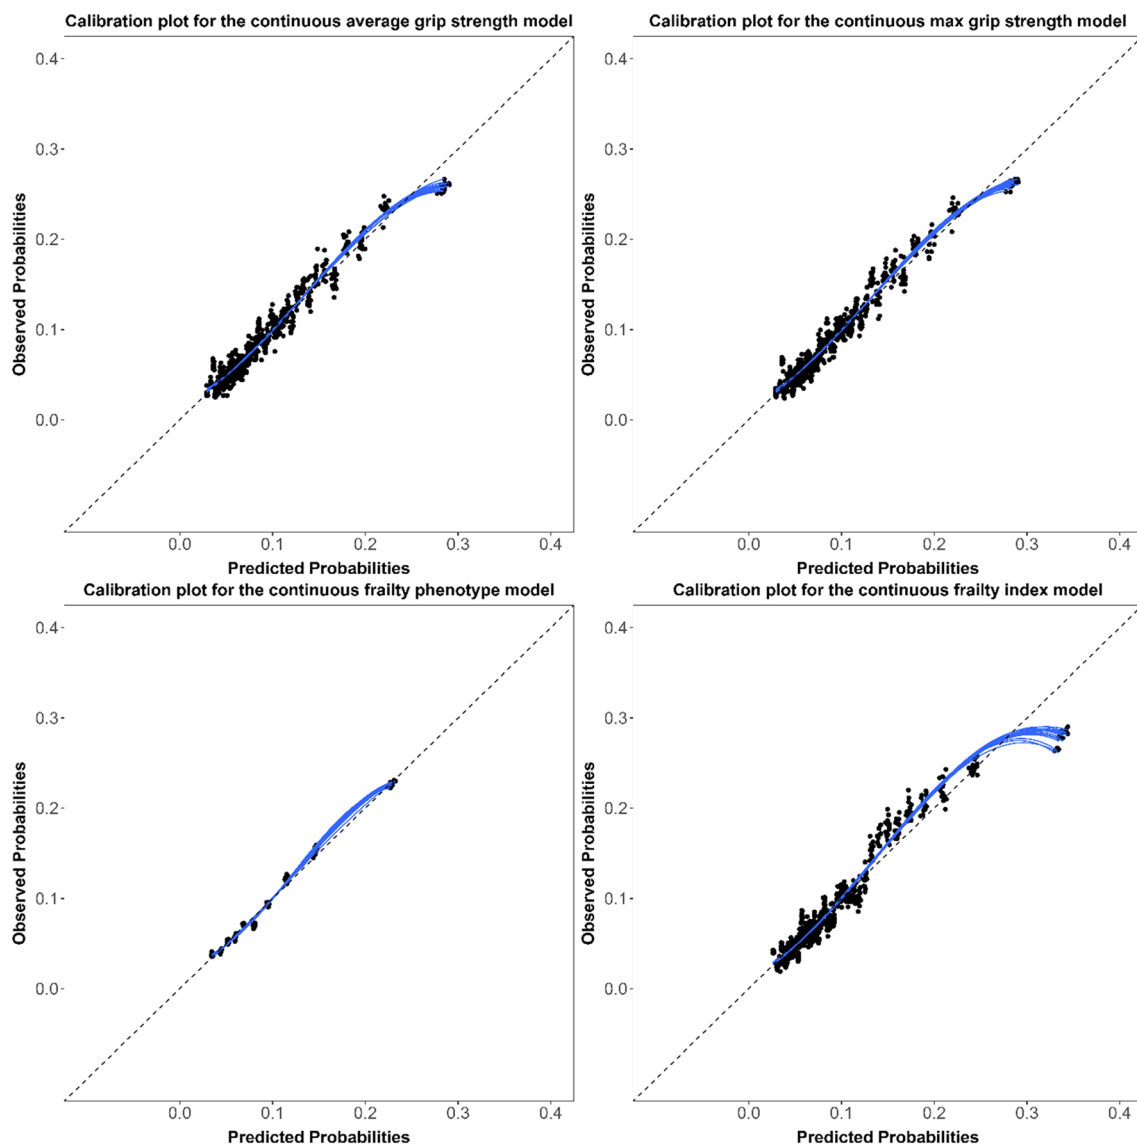 Calibration plot for the continuous average grip strength model
0.4
0.3
0.2
0.1
0.0
Observed Probabilities
0.0 0.1 0.2 0.3 0.4
Predicted Probabilities
Calibration plot for the continuous max grip strength model
0.4
0.3
0.2
0.1
0.0
Observed Probabilities
0.0 0.1 0.2 0.3 0.4
Predicted Probabilities
Calibration plot for the continuous frailty phenotype model
0.4
0.3
0.2
0.1
0.0
Observed Probabilities
0.0 0.1 0.2 0.3 0.4
Predicted Probabilities
Calibration plot for the continuous frailty index model
0.4
0.3
0.2
0.1
0.0
Observed Probabilities
0.0 0.1 0.2 0.3 0.4
Predicted Probabilities